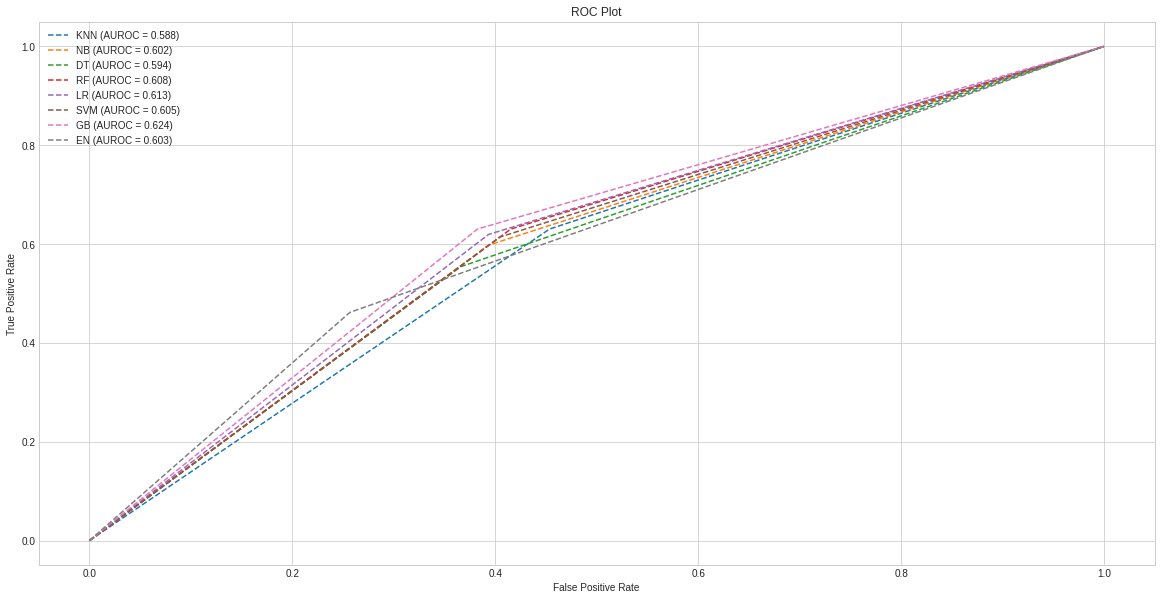 ROC Plot
KNN (AUROC = 0.588)
NB (AUROC = 0.602)
DT (AUROC = 0.594)
RF (AUROC = 0.608)
LR (AUROC = 0.613)
SVM (AUROC = 0.605)
GB (AUROC = 0.624)
EN (AUROC = 0.603)
1.0
0.8
0.6
0.4
0.2
0.0
True Positive Rate
0.0 0.2 0.4 0.6 0.8 1.0
False Positive Rate